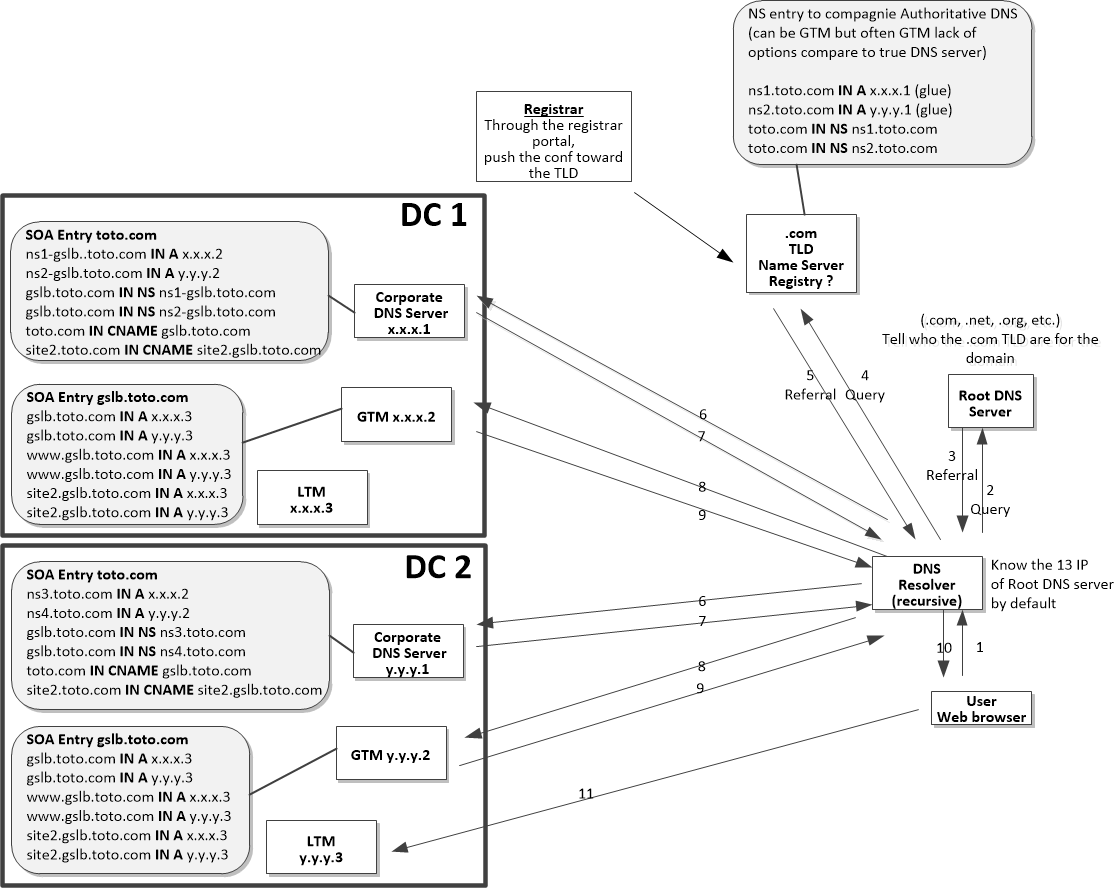 NS entry to compagnie Authoritative DNS
(can be GTM but often GTM lack of
options compare to true DNS server)
ns1.toto.com IN A x.x.x.1 (glue)
ns2.toto.com IN A y.y.y.1 (glue)
toto.com IN NS ns1.toto.com
toto.com IN NS ns2.toto.com
Registrar
Through the registrar
portal,
push the conf toward
the TLD
.com
TLD
Name Server
Registry ?
(.com, .net, .org, etc.)
Tell who the .com TLD are for the
domain
Root DNS
Server
5
Referral
4
Query
3
Referral
2
Query
DC 1
SOA Entry toto.com
ns1-gslb..toto.com IN A x.x.x.2
ns2-gslb.toto.com IN A y.y.y.2
gslb.toto.com IN NS ns1-gslb.toto.com
gslb.toto.com IN NS ns2-gslb.toto.com
toto.com IN CNAME gslb.toto.com
site2.toto.com IN CNAME site2.gslb.toto.com
Corporate
DNS Server
x.x.x.1
SOA Entry gslb.toto.com
gslb.toto.com IN A x.x.x.3
gslb.toto.com IN A y.y.y.3
www.gslb.toto.com IN A x.x.x.3
www.gslb.toto.com IN A y.y.y.3
site2.gslb.toto.com IN A x.x.x.3
site2.gslb.toto.com IN A y.y.y.3
GTM x.x.x.2
LTM
x.x.x.3
6
7
8
9
DNS
Resolver
(recursive)
Know the 13 IP
of Root DNS server
by default
DC 2
SOA Entry toto.com
ns3.toto.com IN A x.x.x.2
ns4.toto.com IN A y.y.y.2
gslb.toto.com IN NS ns3.toto.com
gslb.toto.com IN NS ns4.toto.com
toto.com IN CNAME gslb.toto.com
site2.toto.com IN CNAME site2.gslb.toto.com
Corporate
DNS Server
y.y.y.1
6
7
8
9
10
1
User
Web browser
SOA Entry gslb.toto.com
gslb.toto.com IN A x.x.x.3
gslb.toto.com IN A y.y.y.3
www.gslb.toto.com IN A x.x.x.3
www.gslb.toto.com IN A y.y.y.3
site2.gslb.toto.com IN A x.x.x.3
site2.gslb.toto.com IN A y.y.y.3
GTM y.y.y.2
LTM
y.y.y.3
11